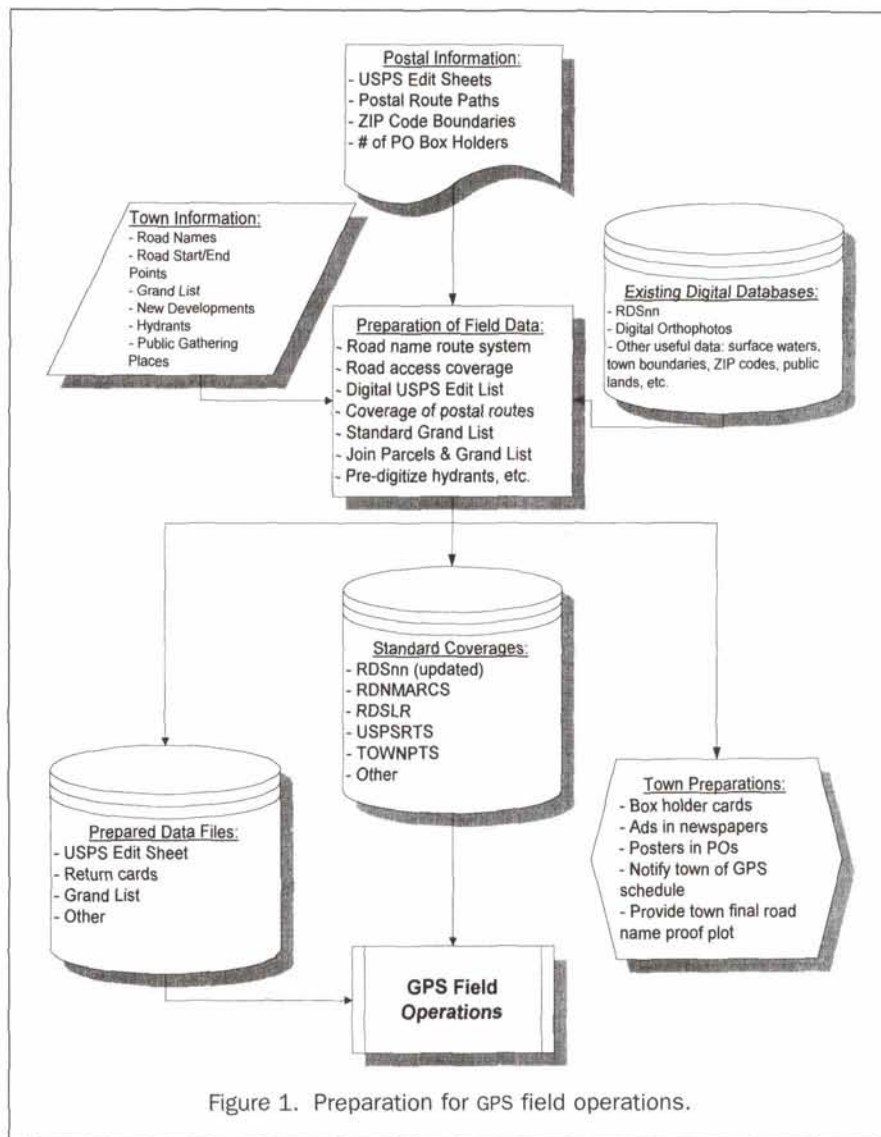 Postal Information:
- USPS Edit Sheets
- Postal Route Paths
- ZIP Code Boundaries
- # of PO Box Holders
Town Information:
- Road Names
- Road Start/End
Points
- Grand List
- New Developments
- Hydrants
- Public Gathering
Places
Existing Digital Databases:
- RDSnn
- Digital Orthophotos
- Other useful data: surface waters,
town boundaries, ZIP codes, public
lands, etc.
Preparation of Field Data:
- Road name route system
- Road access coverage
- Digital USPS Edit List
- Coverage of postal routes
- Standard Grand List
- Join Parcels & Grand List
- Pre-digitize hydrants, etc.
Standard Coverages:
- RDSnn (updated)
- RDNMARCS
- RDSLR
- USPSRTS
- TOWNPTS
- Other
Prepared Data Files:
- USPS Edit Sheet
- Return cards
- Grand List
- Other
Town Preparations:
- Box holder cards
- Ads in newspapers
- Posters in POs
- Notify town of GPS
schedule
- Provide town final road
name proof plot
GPS Field
Operations
Figure 1. Preparation for GPS field operations.